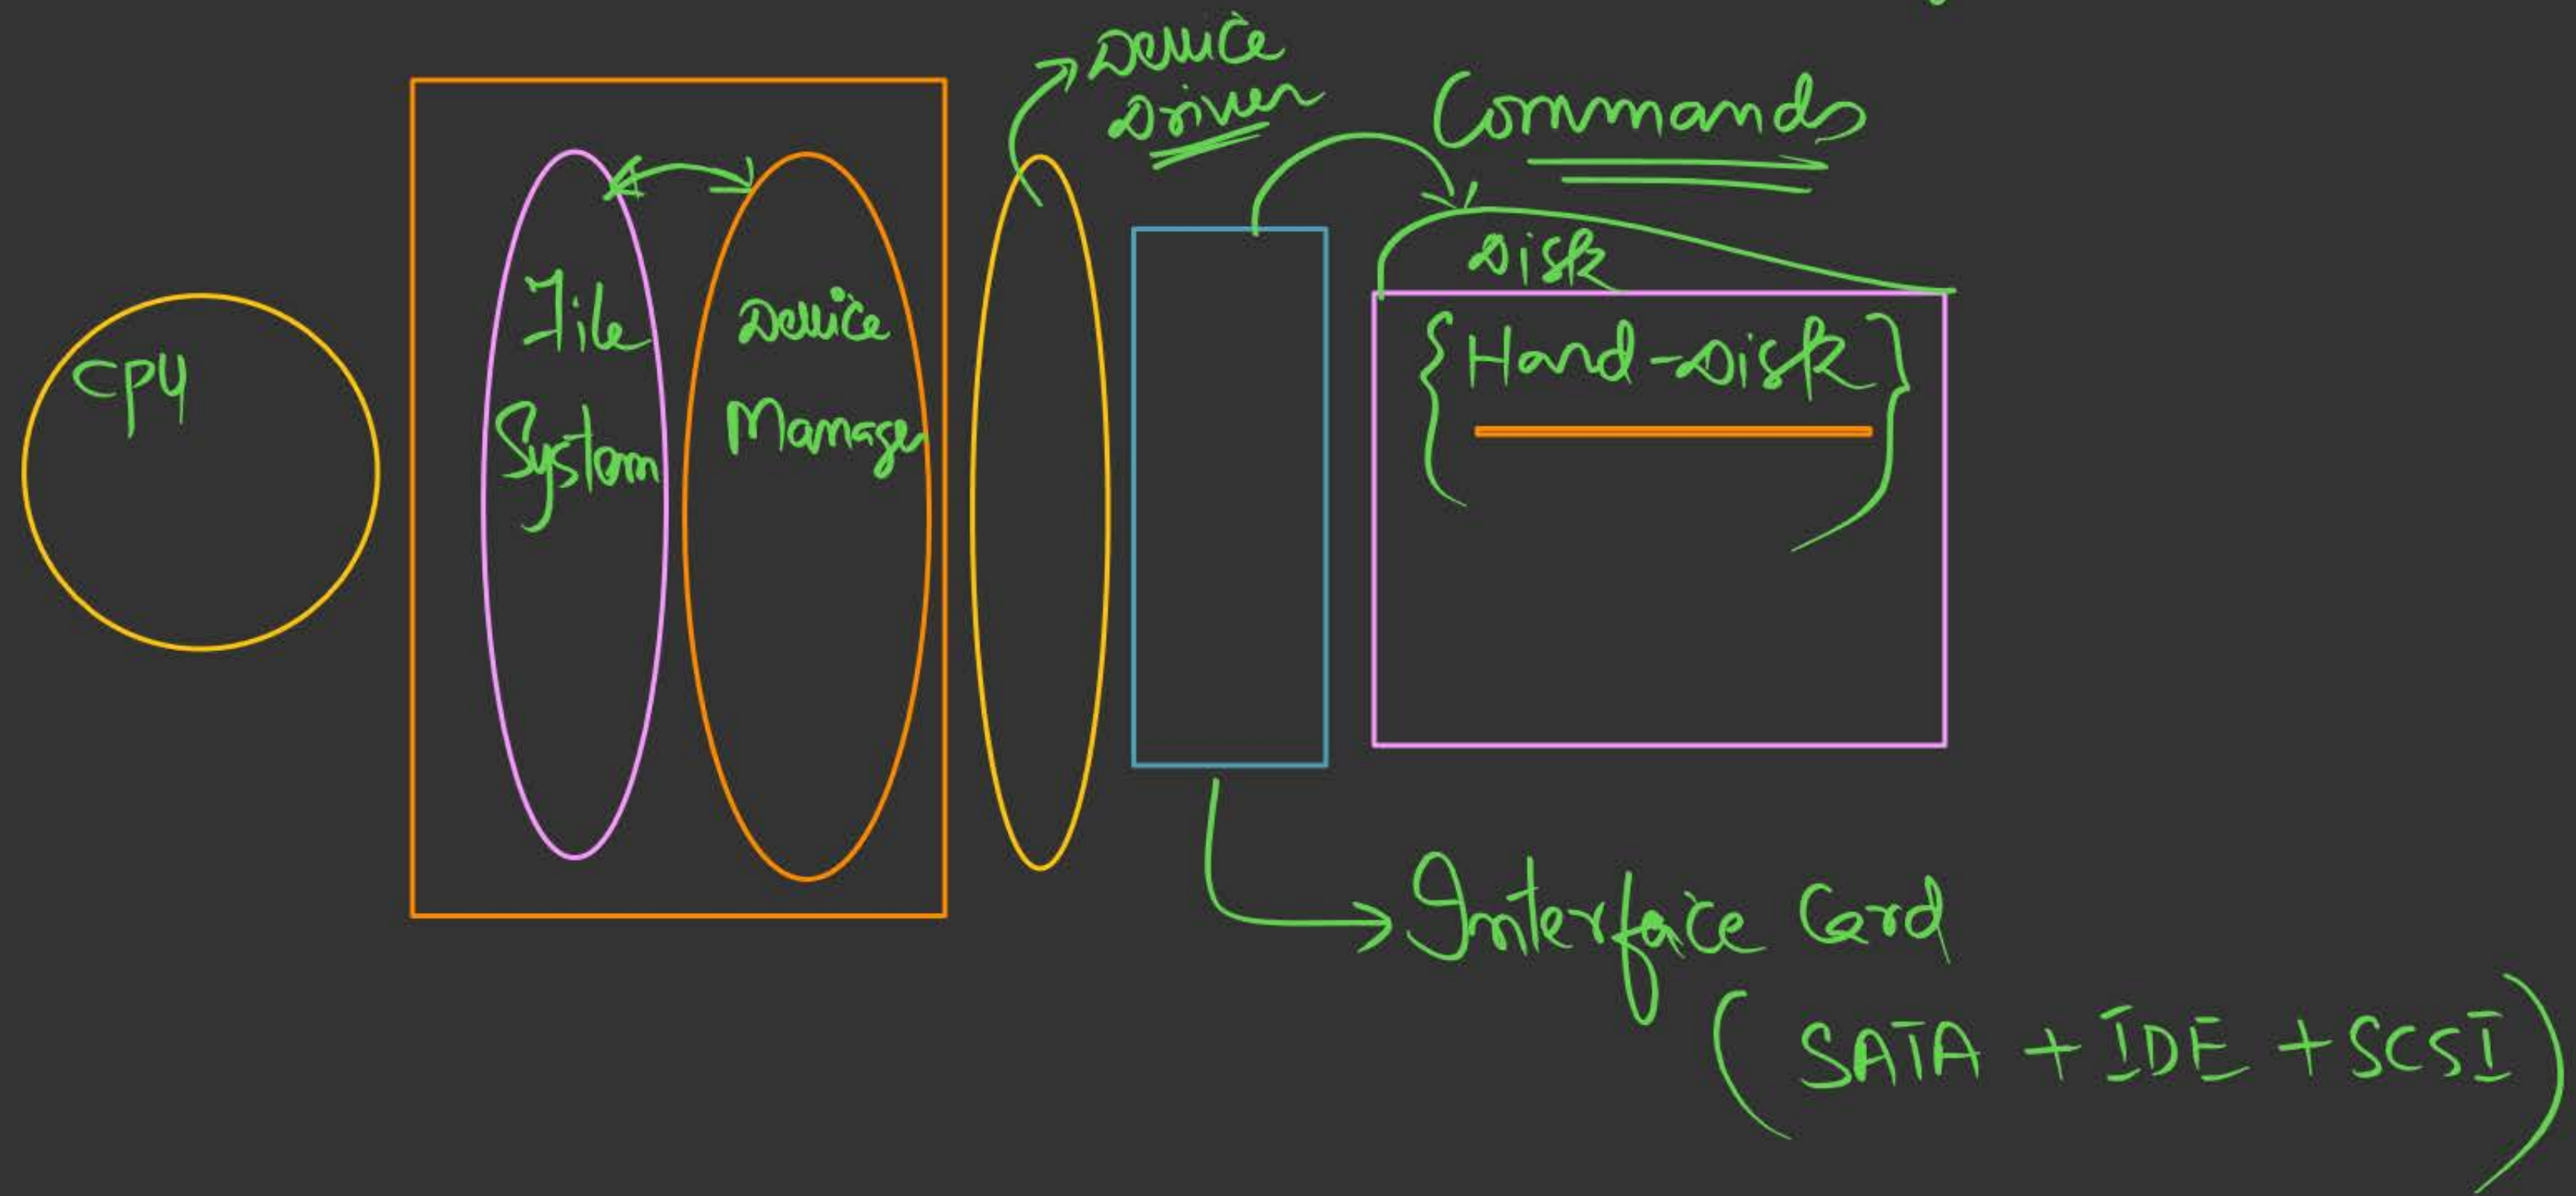 Device
Driver
Commands
Disk
{Hard-Disk}
CPU
File
System
Device
Manager
Interface Card
(SATA + IDE + SCSI)